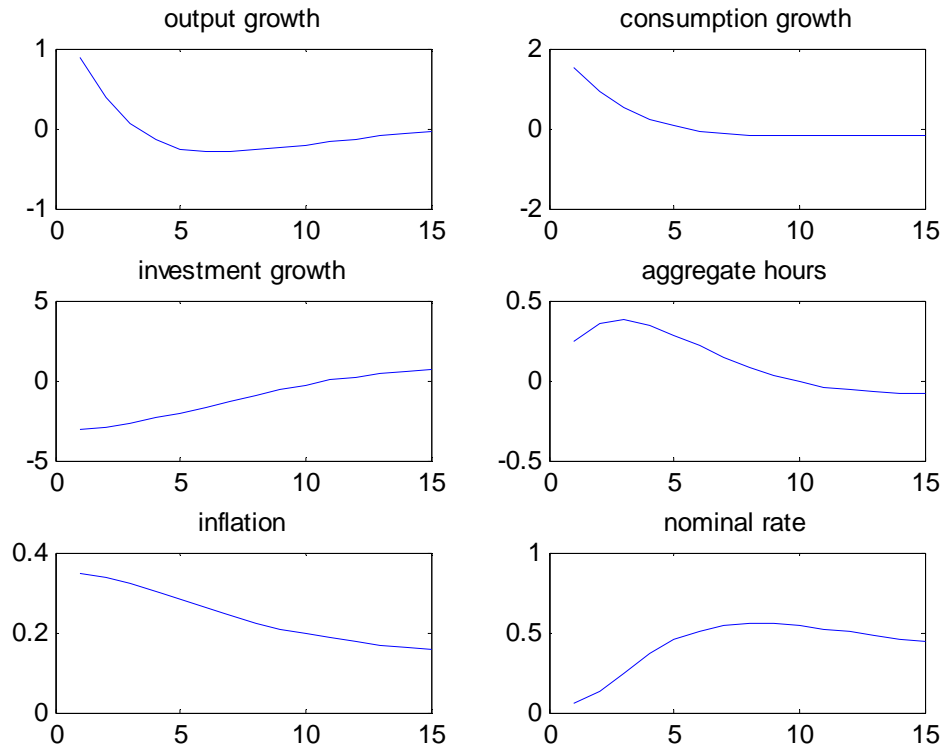 output growth
1
0
-1
0 5 10 15
consumption growth
2
0
-2
0 5 10 15
investment growth
5
0
-5
0 5 10 15
aggregate hours
0.5
0
-0.5
0 5 10 15
inflation
0.4
0.2
0
0 5 10 15
nominal rate
1
0.5
0
0 5 10 15